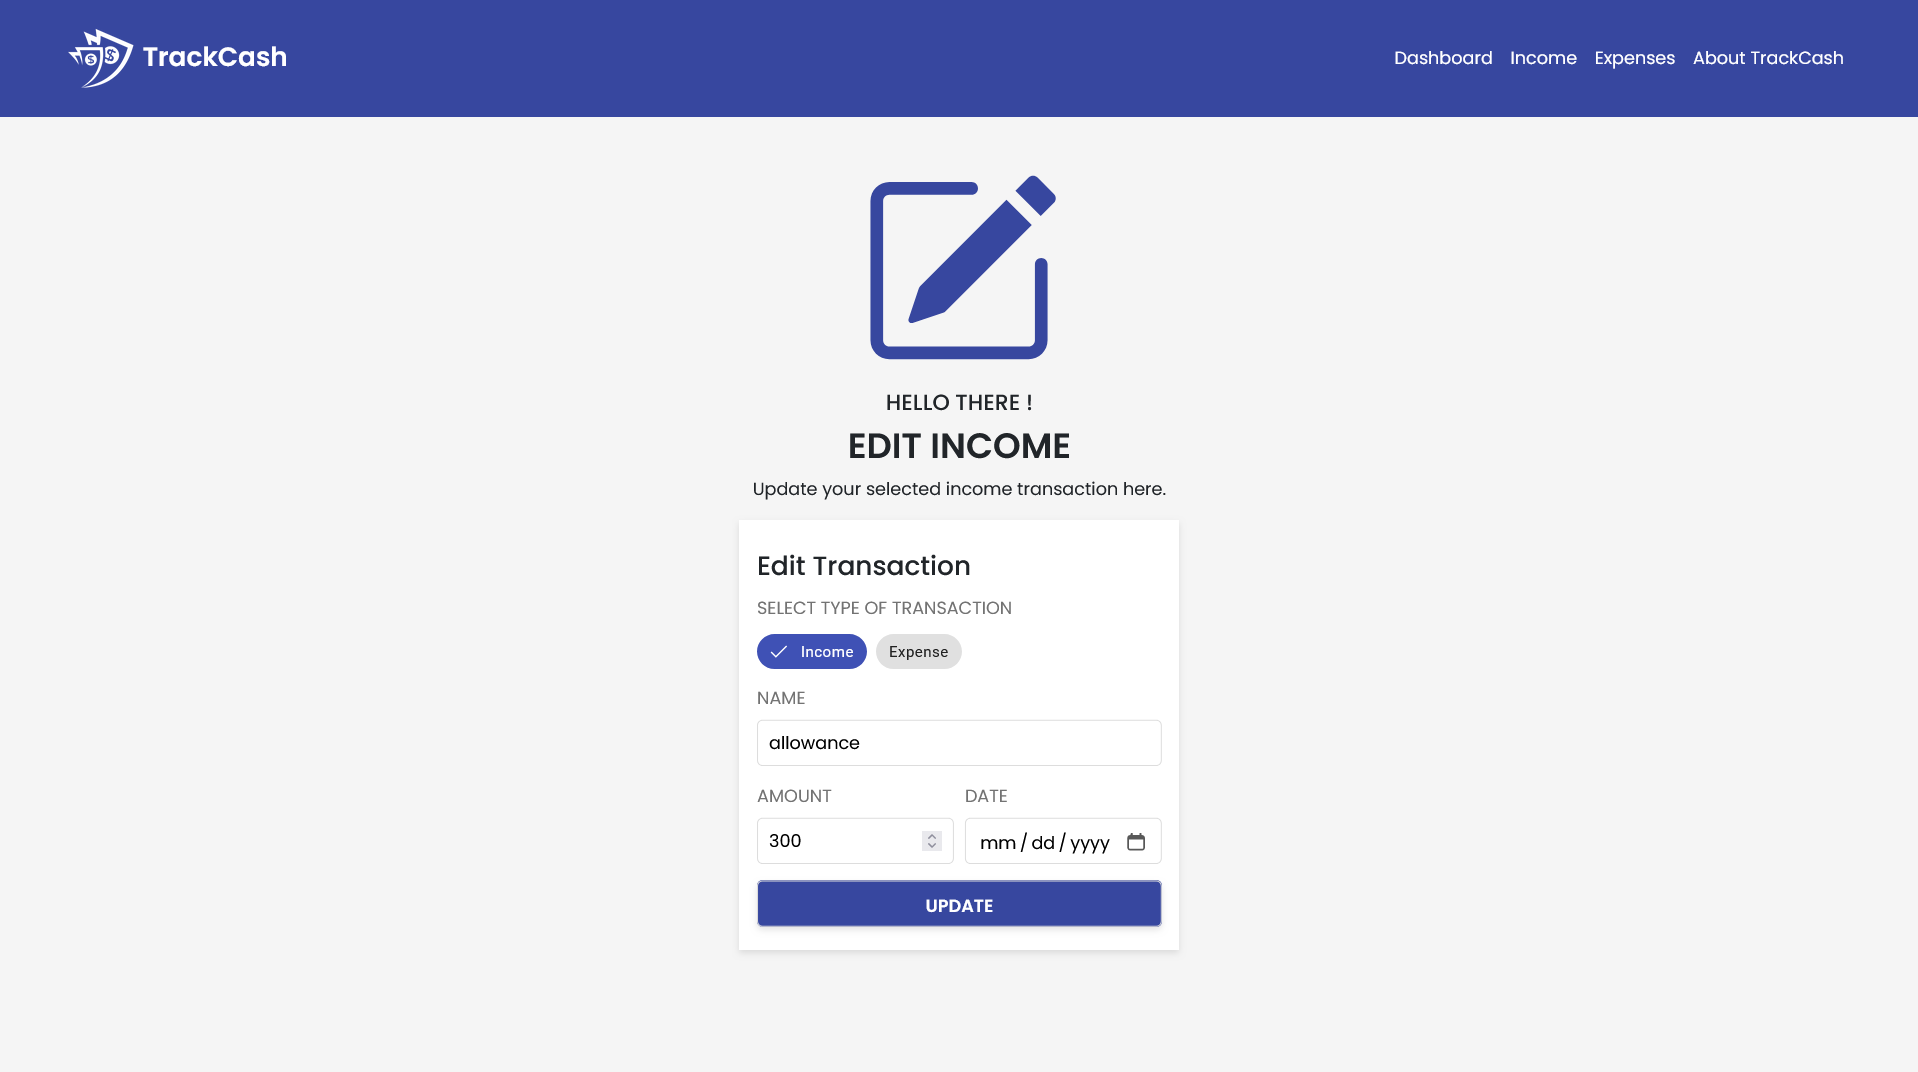 TrackCash
Dashboard Income Expenses About TrackCash
HELLO THERE !
EDIT INCOME
Update your selected income transaction here.
Edit Transaction
SELECT TYPE OF TRANSACTION
Income Expense
NAME
allowance
AMOUNT DATE
300 mm/dd/yyyy
UPDATE